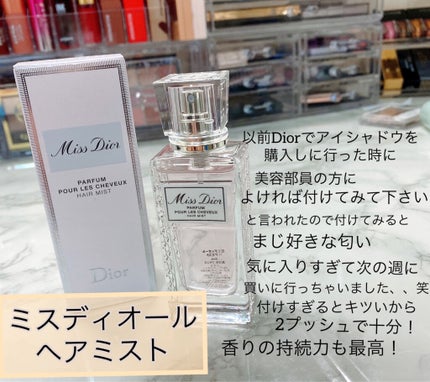 Miss Dior
PARFUM
POUR LES CHEVEUX
HAIR MIST
Dior
Miss Dior
PARFUM
POUR LES CHEVEUX
HAIR MIST
以前Diorでアイシャドウを
購入しに行った時に
美容部員の方に
よければ付けてみて下さい
と言われたので付けてみると
まじ好きな匂い
気に入りすぎて次の週に
買いに行っちゃいました、、笑
付けすぎるとキツいから
2プッシュで十分！
香りの持続力も最高！
ミスディオール
ヘアミスト